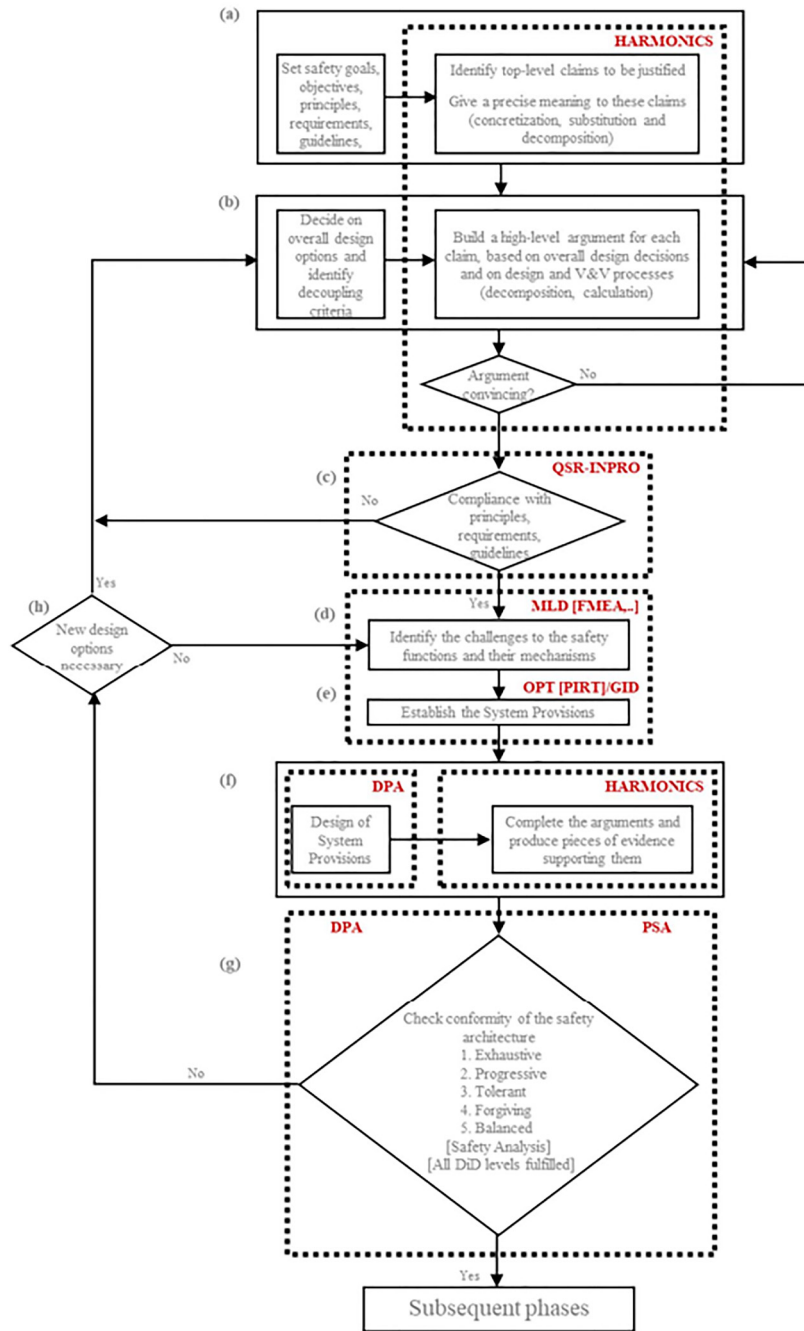 (a)
HARMONICS
Set safety goals,
objectives,
principles,
requirements,
guidelines,
Identify top-level claims to be justified
Give a precise meaning to these claims
(concretization, substitution and
decomposition)
(b)
Decide on
overall design
options and
identify
decoupling
criteria
Build a high-level argument for each
claim, based on overall design decisions
and on design and V&V processes
(decomposition, calculation)
Argument
convincing?
No
(c)
QSR-INPRO
No
Compliance with
principles,
requirements,
guidelines
Yes
Yes
(d)
MLD [FMEA,..]
(h)
New design
options
necessary
No
Identify the challenges to the safety
functions and their mechanisms
(e)
OPT [PIRT]/GID
Establish the System Provisions
(f)
DPA
HARMONICS
Design of
System
Provisions
Complete the arguments and
produce pieces of evidence
supporting them
DPA
PSA
(g)
Check conformity of the safety
architecture
1. Exhaustive
2. Progressive
3. Tolerant
4. Forgiving
5. Balanced
[Safety Analysis]
[All DiD levels fulfilled]
No
Yes
Subsequent phases